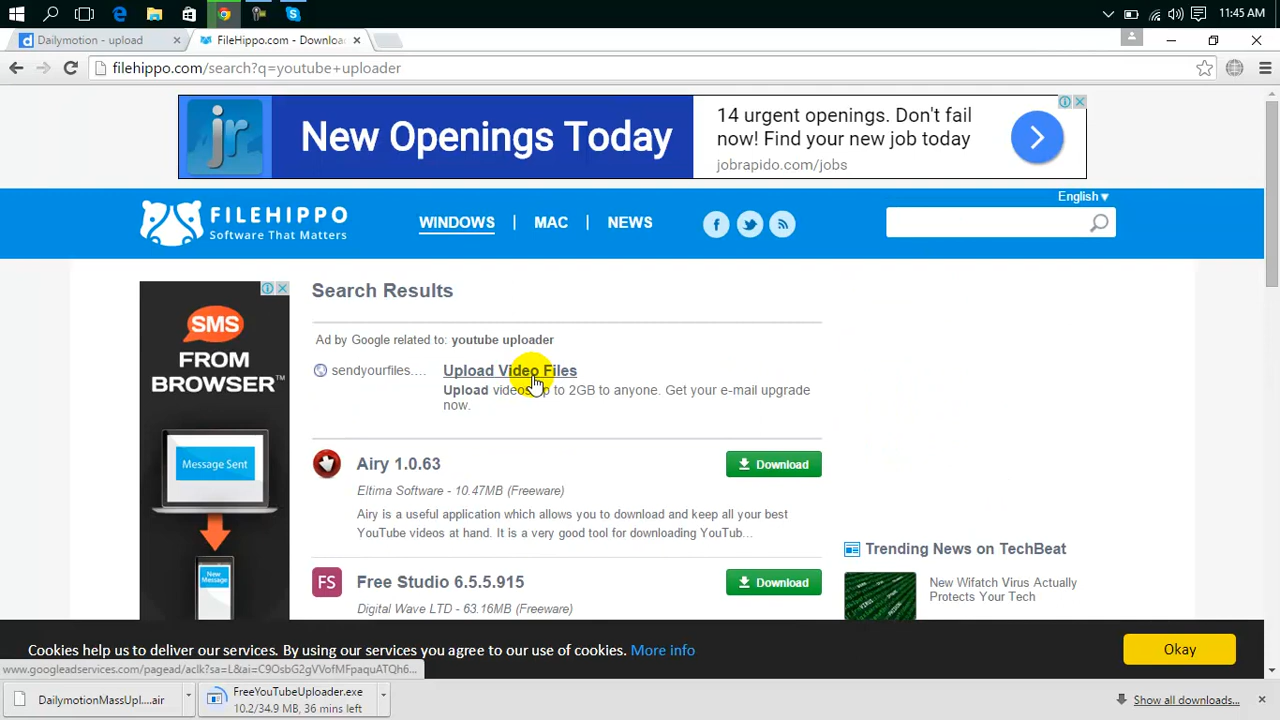 11:45 AM
Dailymotion - upload
FileHippo.com - Downloa
filehippo.com/search?q=youtube+uploader
jr
New Openings Today
14 urgent openings. Don't fail
now! Find your new job today
jobrapido.com/jobs
English▼
FILEHIPPO
Software That Matters
WINDOWS | MAC | NEWS
SMS
FROM
BROWSER
Message Sent
New
Message
Search Results
Ad by Google related to: youtube uploader
sendyourfiles.... Upload Video Files
Upload videos up to 2GB to anyone. Get your e-mail upgrade
now.
Airy 1.0.63
Download
Eltima Software - 10.47MB (Freeware)
Airy is a useful application which allows you to download and keep all your best
YouTube videos at hand. It is a very good tool for downloading YouTub...
FS
Free Studio 6.5.5.915
Download
Digital Wave LTD - 63.16MB (Freeware)
Trending News on TechBeat
New Wifatch Virus Actually
Protects Your Tech
Cookies help us to deliver our services. By using our services you agree to our use of cookies. More info
Okay
www.googleadservices.com/pagead/aclk?sa=L&ai=C9OsbG2gVVofMFpaquATQh6...
DailymotionMassUpl....air
FreeYouTubeUploader.exe
10.2/34.9 MB, 36 mins left
Show all downloads...